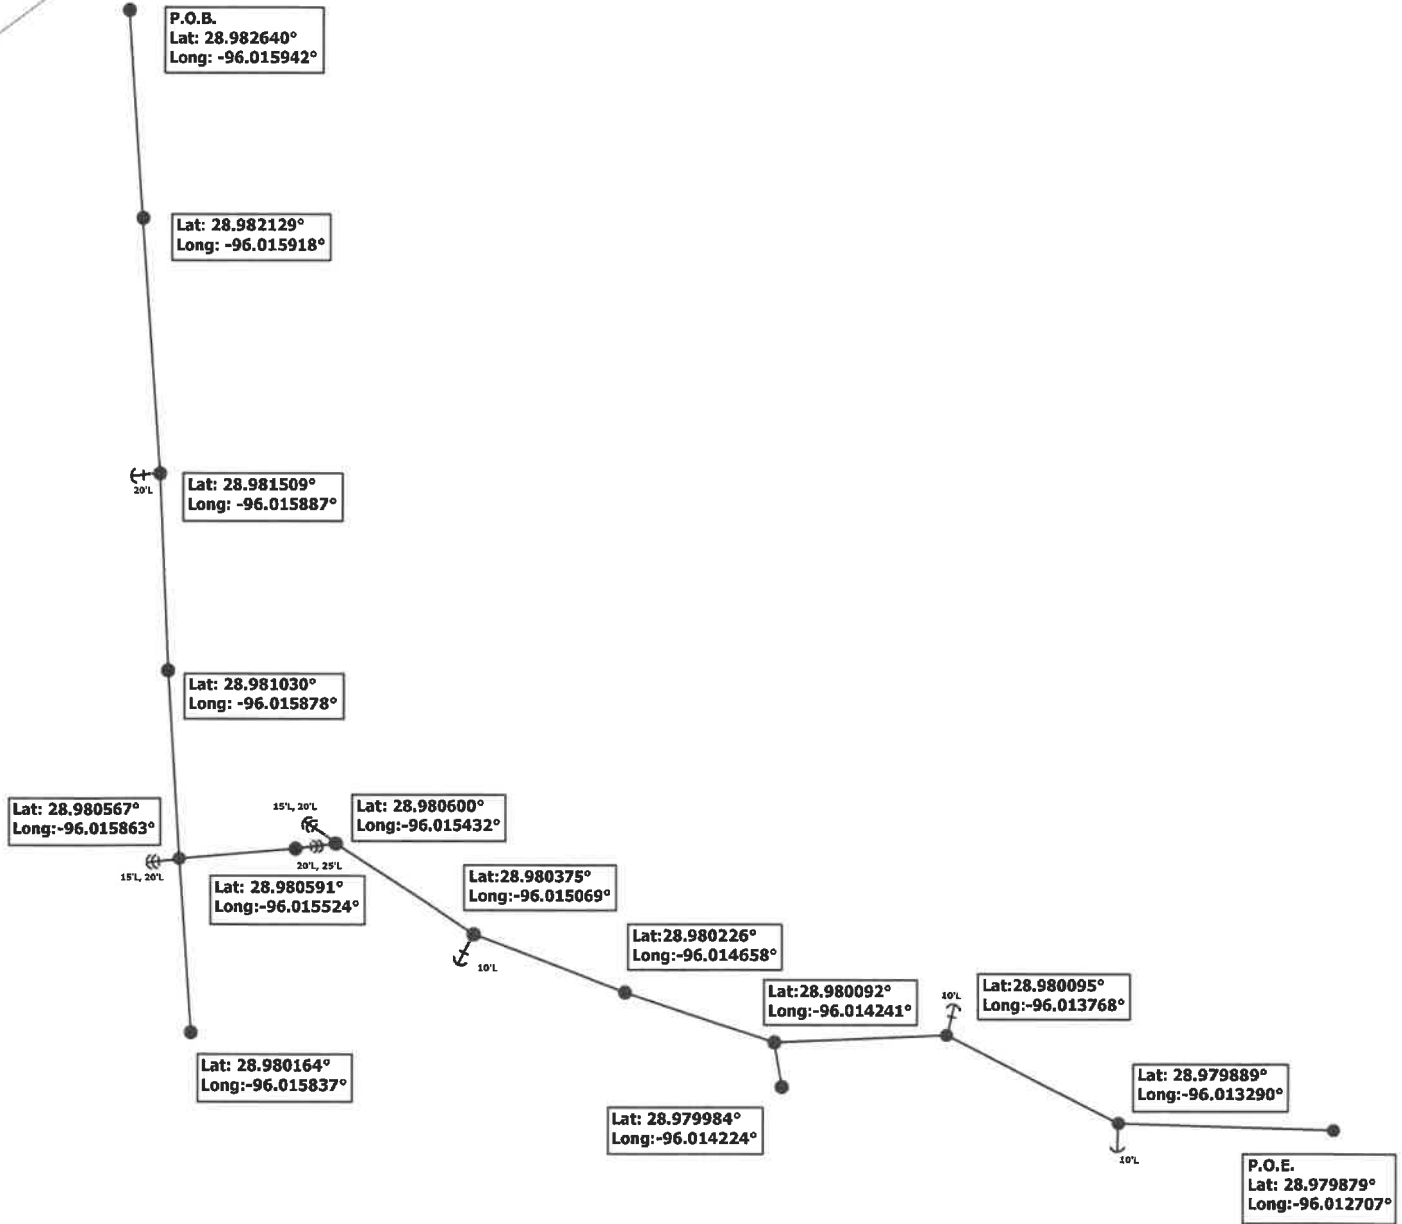 P.O.B.
Lat: 28.982640°
Long: -96.015942°
Lat: 28.982129°
Long: -96.015918°
Lat: 28.981509°
Long: -96.015887°
20'L
Lat: 28.981030°
Long: -96.015878°
Lat: 28.980567°
Long:-96.015863°
15'L, 20'L
15'L, 20'L
Lat: 28.980600°
Long:-96.015432°
20'L, 25'L
Lat: 28.980591°
Long:-96.015524°
Lat:28.980375°
Long:-96.015069°
10'L
Lat:28.980226°
Long:-96.014658°
Lat:28.980092°
Long:-96.014241°
10'L
Lat:28.980095°
Long:-96.013768°
Lat: 28.980164°
Long:-96.015837°
Lat: 28.979984°
Long:-96.014224°
Lat: 28.979889°
Long:-96.013290°
10'L
P.O.E.
Lat: 28.979879°
Long:-96.012707°